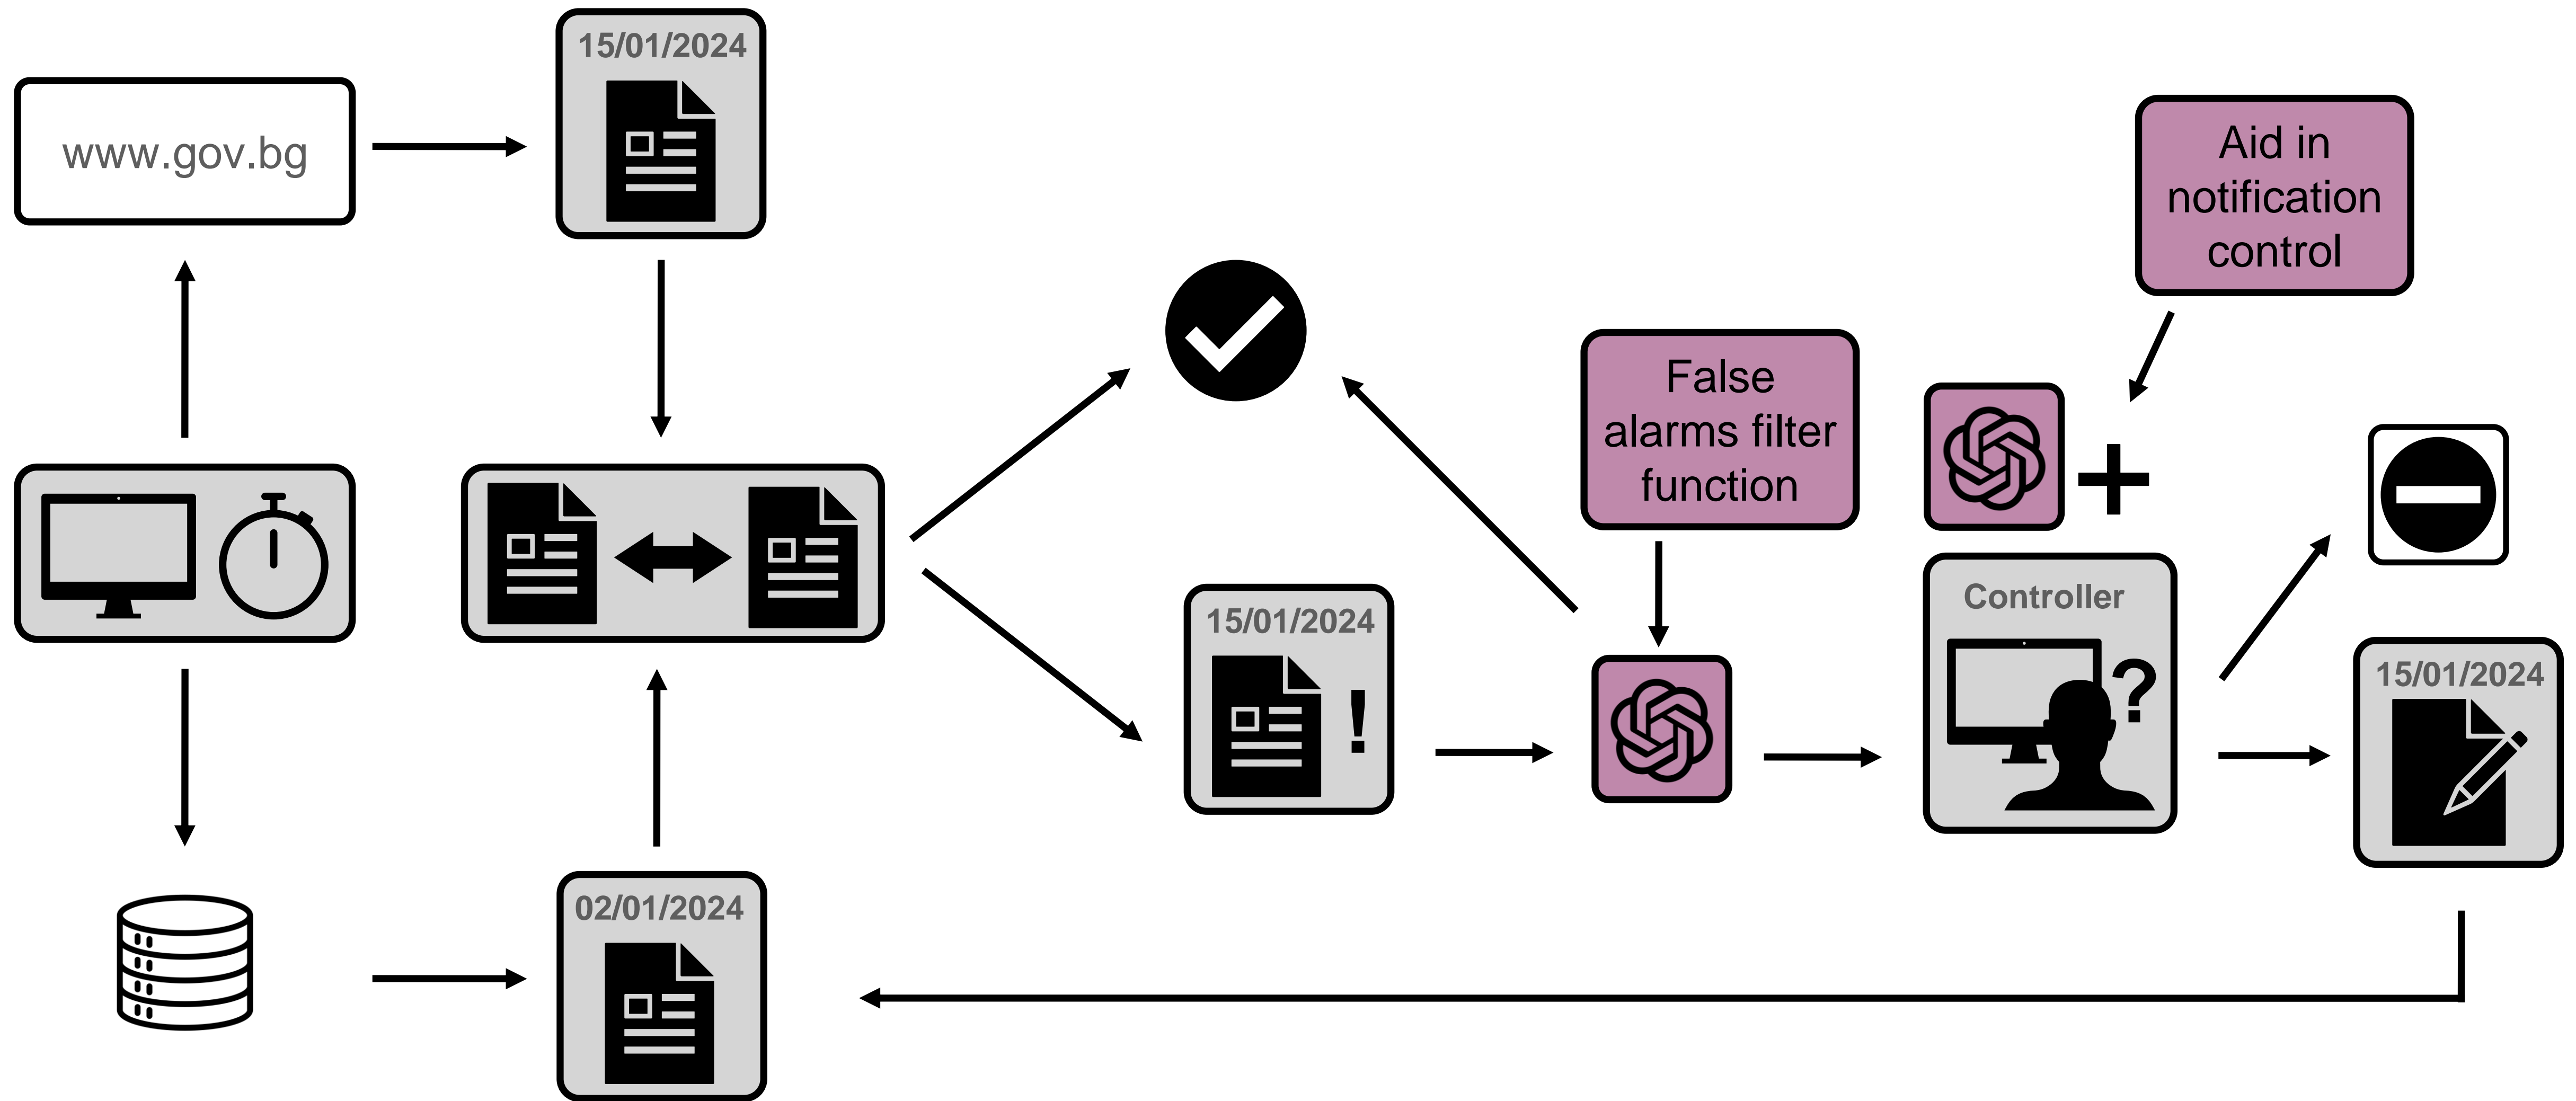 15/01/2024
www.gov.bg
Aid in
notification
control
False
alarms filter
function
15/01/2024
!
Controller
?
15/01/2024
02/01/2024